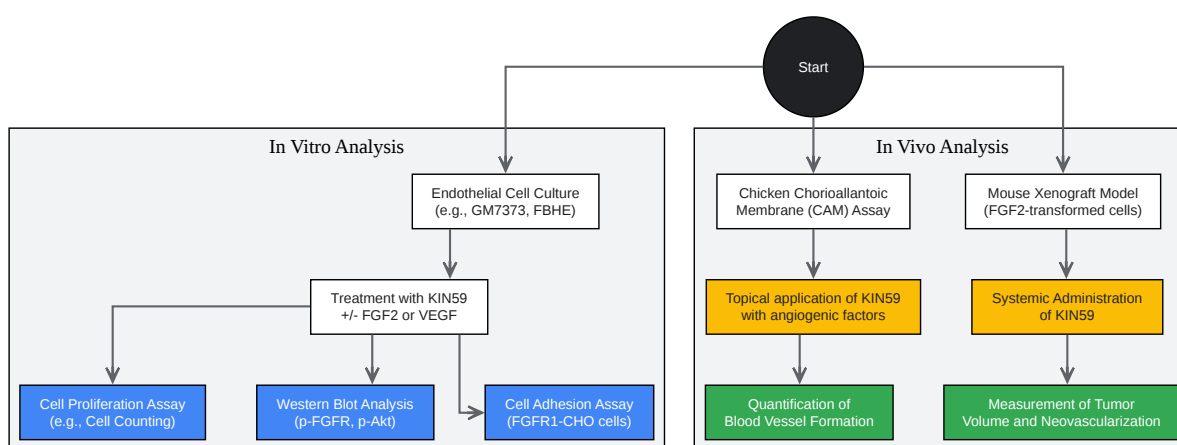 Start
In Vitro Analysis
In Vivo Analysis
Endothelial Cell Culture
(e.g., GM7373, FBHE)
Chicken Chorioallantoic
Membrane (CAM) Assay
Mouse Xenograft Model
(FGF2-transformed cells)
Treatment with KIN59
+/- FGF2 or VEGF
Topical application of KIN59
with angiogenic factors
Systemic Administration
of KIN59
Cell Proliferation Assay
(e.g., Cell Counting)
Western Blot Analysis
(p-FGFR, p-Akt)
Cell Adhesion Assay
(FGFR1-CHO cells)
Quantification of
Blood Vessel Formation
Measurement of Tumor
Volume and Neovascularization